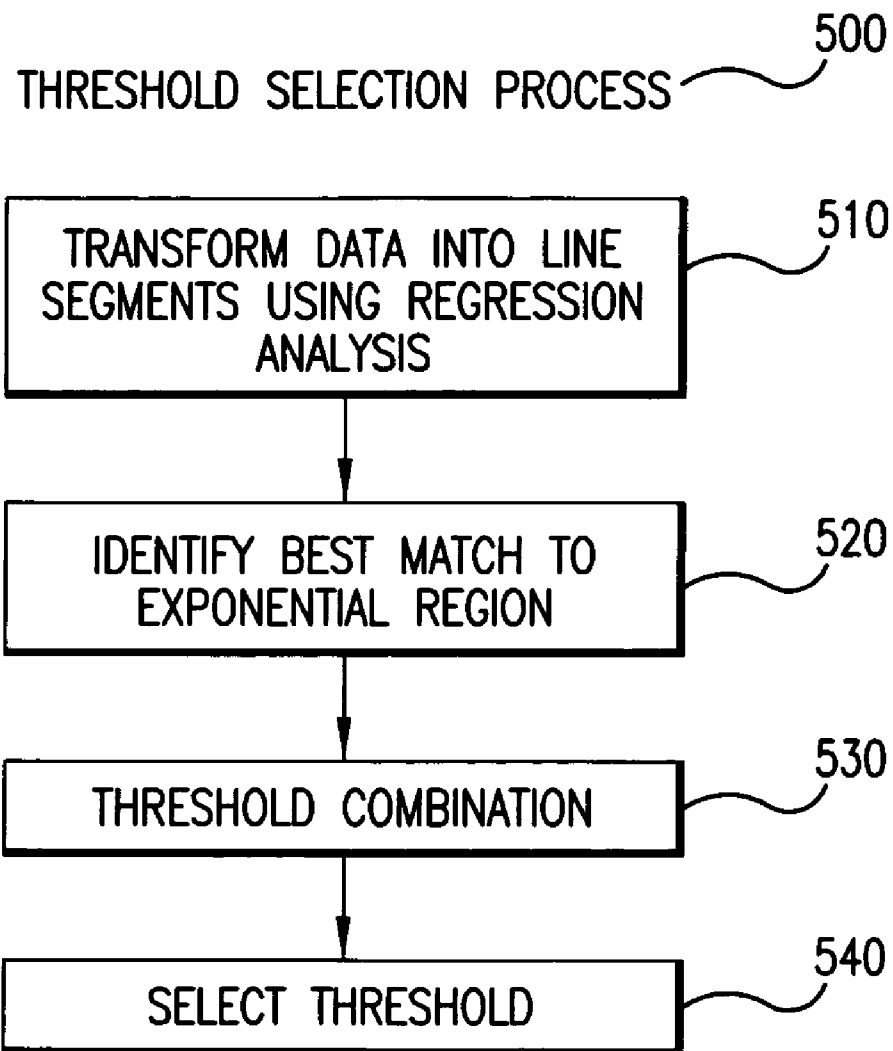 500
THRESHOLD SELECTION PROCESS
510
TRANSFORM DATA INTO LINE
SEGMENTS USING REGRESSION
ANALYSIS
520
IDENTIFY BEST MATCH TO
EXPONENTIAL REGION
530
THRESHOLD COMBINATION
540
SELECT THRESHOLD